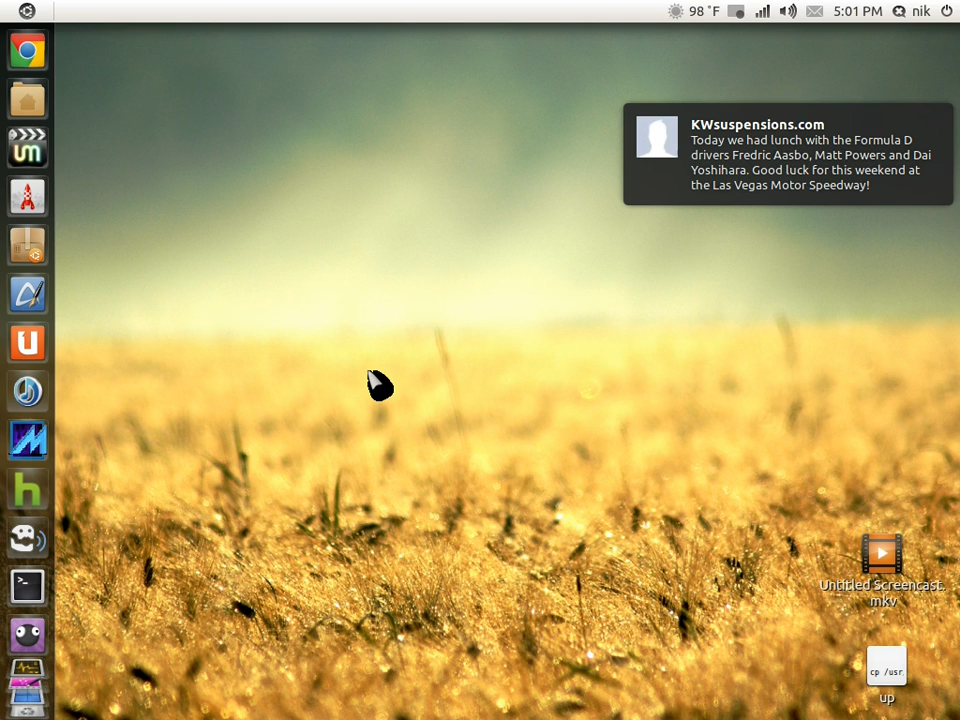 98 °F 5:01 PM nik
KWsuspensions.com
Today we had lunch with the Formula D
drivers Fredric Aasbo, Matt Powers and Dai
Yoshihara. Good luck for this weekend at
the Las Vegas Motor Speedway!
um
u
M
h
>_
Untitled Screencast.
mkv
cp /usr
up